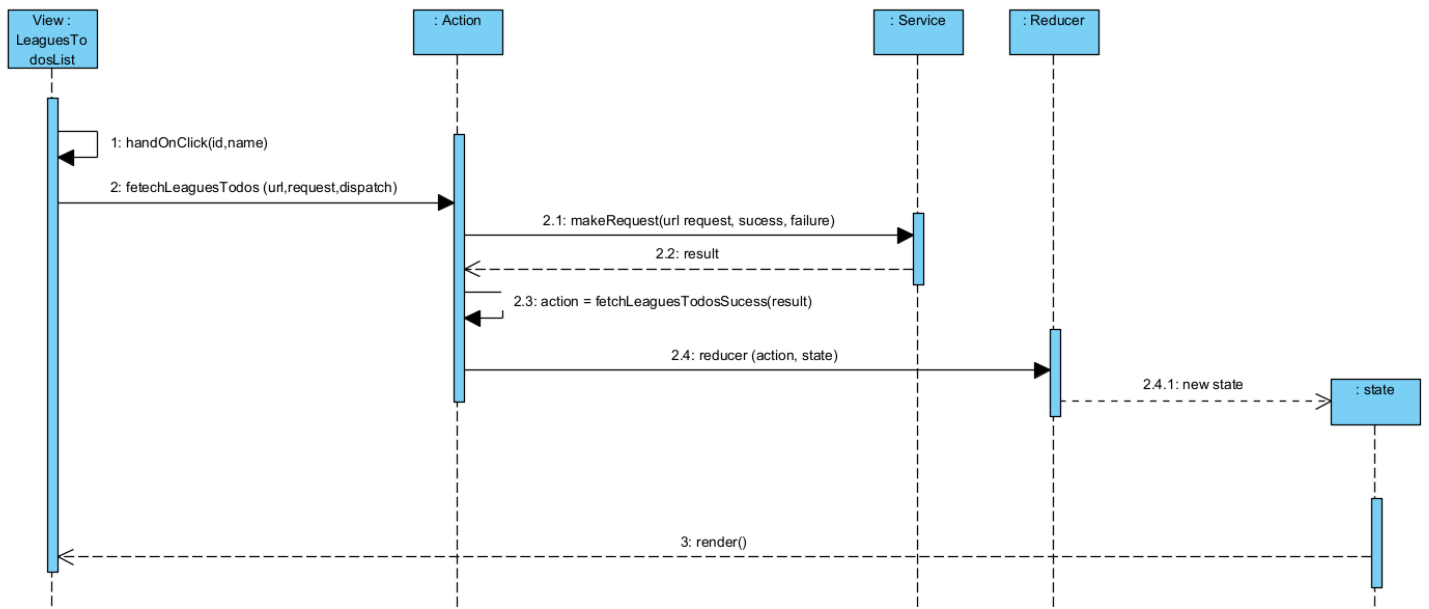 View :
LeaguesTo
dosList
: Action
: Service
: Reducer
1: handOnClick(id,name)
2: fetechLeaguesTodos (url,request,dispatch)
2.1: makeRequest(url request, sucess, failure)
2.2: result
2.3: action = fetchLeaguesTodosSucess(result)
2.4: reducer (action, state)
2.4.1: new state
: state
3: render()